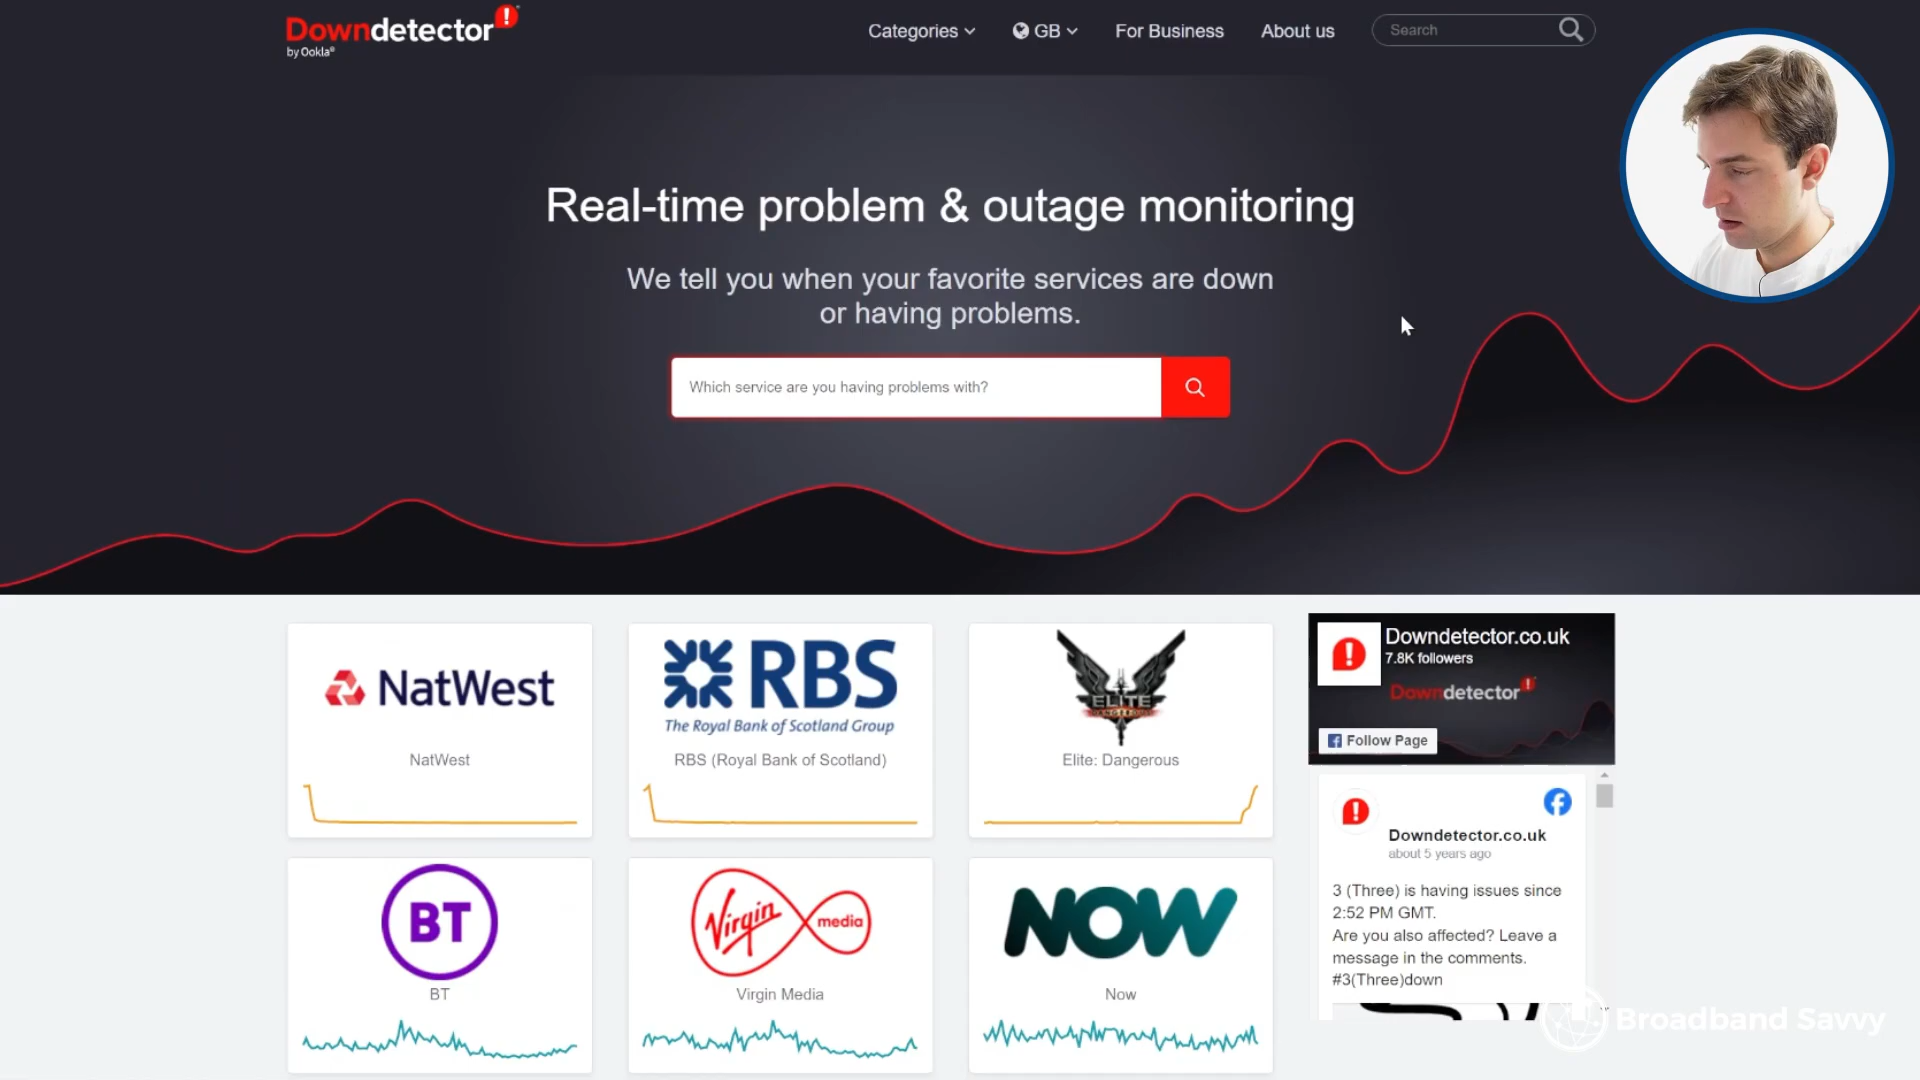 Downdetector
by Ookla®
Categories
GB
For Business
About us
Search
Real-time problem & outage monitoring
We tell you when your favorite services are down
or having problems.
Which service are you having problems with?
NatWest
NatWest
RBS
The Royal Bank of Scotland Group
RBS (Royal Bank of Scotland)
ELITE
DANGEROUS
Elite: Dangerous
Downdetector.co.uk
7.8K followers
Downdetector
Follow Page
Downdetector.co.uk
about 5 years ago
3 (Three) is having issues since
2:52 PM GMT.
Are you also affected? Leave a
message in the comments.
#3(Three)down
BT
BT
Virgin media
Virgin Media
NOW
Now
Broadband Savvy